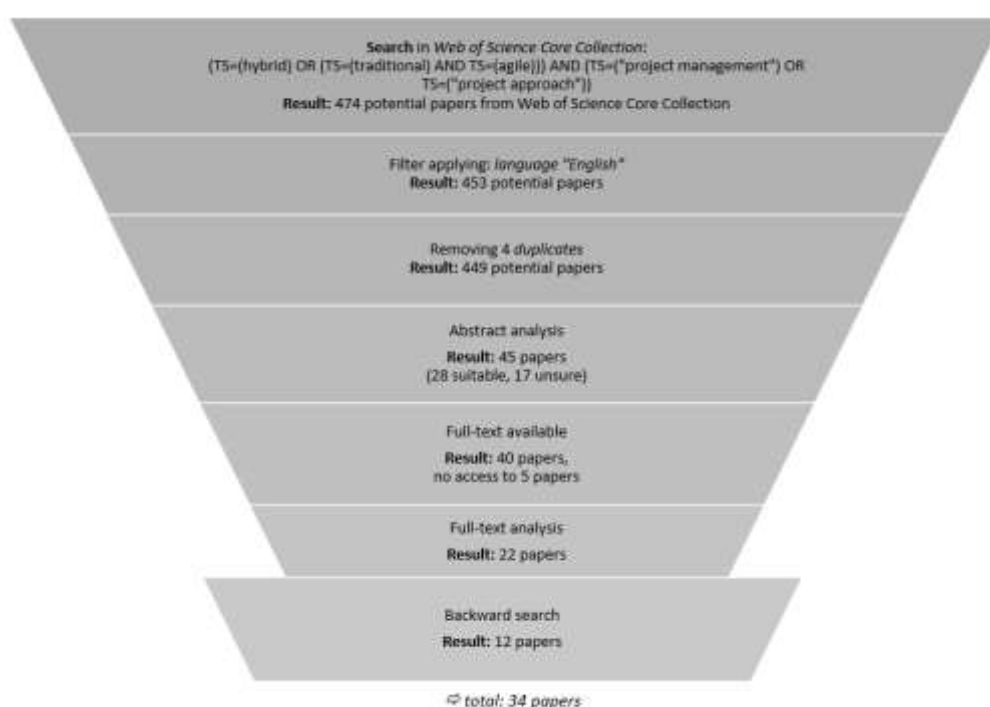 Search in Web of Science Core Collection:
(TS=(hybrid) OR (TS=(traditional) AND TS=(agile))) AND (TS=("project management") OR
TS=("project approach"))
Result: 474 potential papers from Web of Science Core Collection
Filter applying: language "English"
Result: 453 potential papers
Removing 4 duplicates
Result: 449 potential papers
Abstract analysis
Result: 45 papers
(28 suitable, 17 unsure)
Full-text available
Result: 40 papers,
no access to 5 papers
Full-text analysis
Result: 22 papers
Backward search
Result: 12 papers
⇨ total: 34 papers